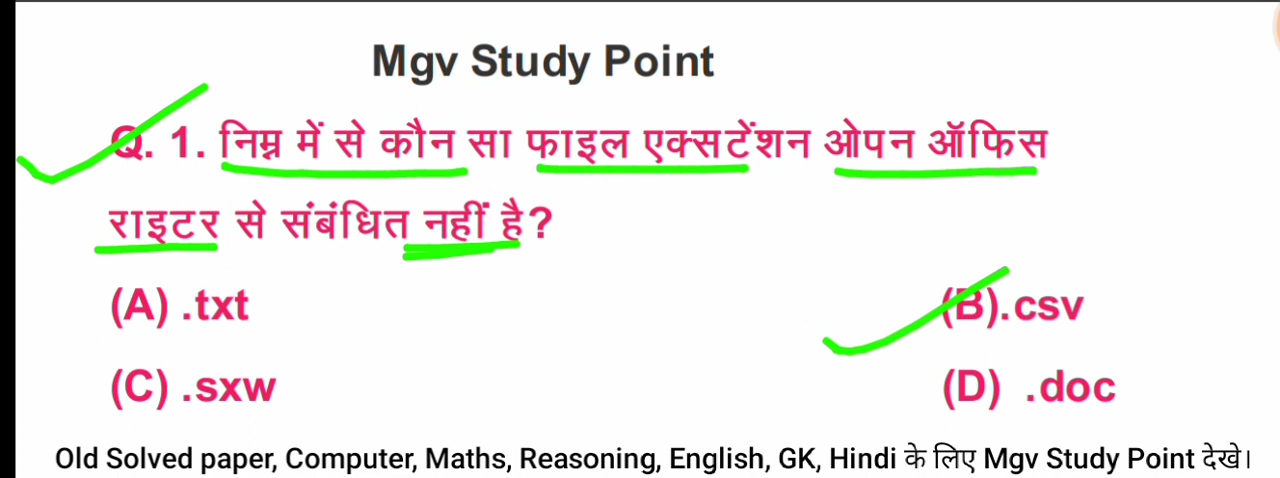 Mgv Study Point
Q. 1. निम्न में से कौन सा फाइल एक्सटेंशन ओपन ऑफिस
राइटर से संबंधित नहीं है?
(A) .txt (B).csv
(C) .sxw (D) .doc
Old Solved paper, Computer, Maths, Reasoning, English, GK, Hindi के लिए Mgv Study Point देखे।